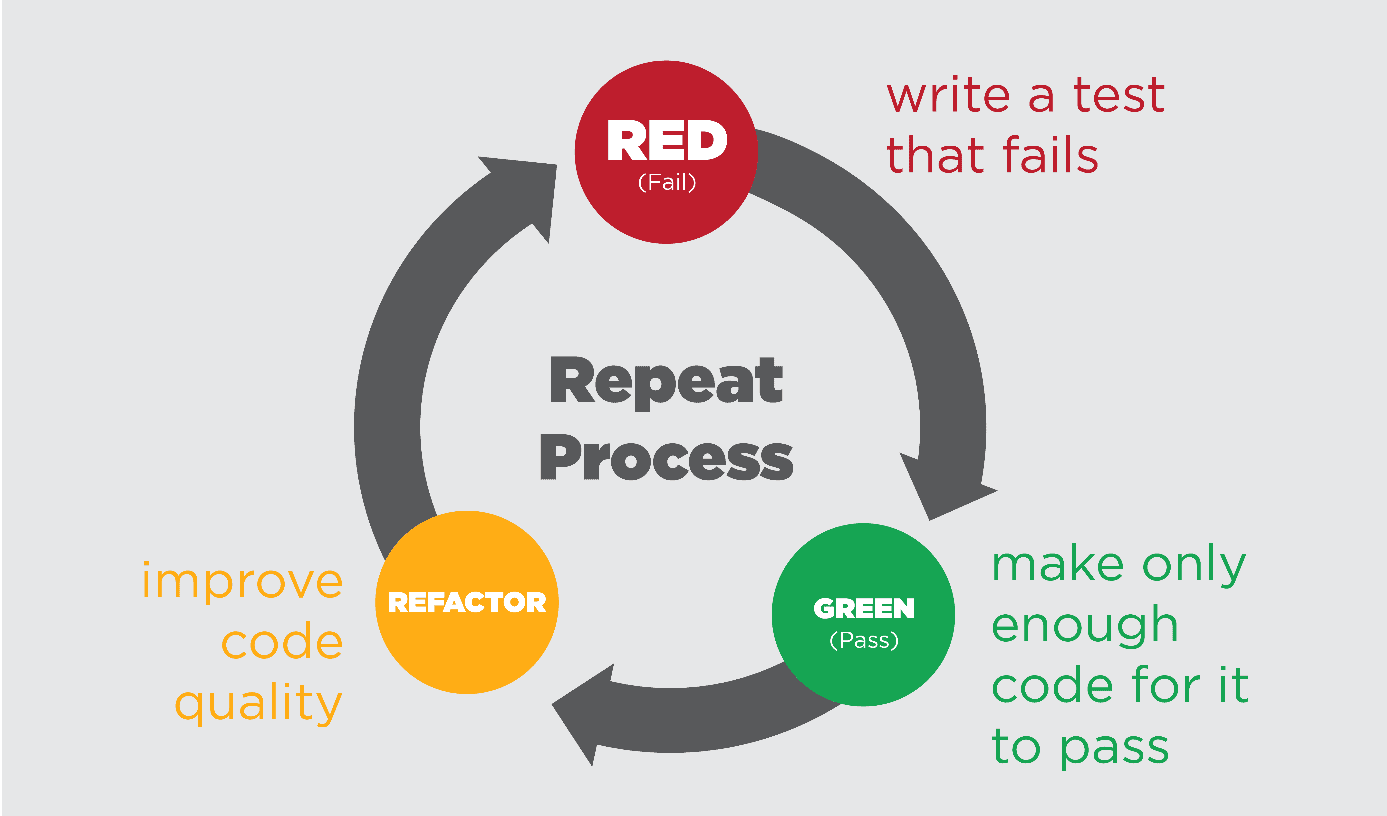 RED
(Fail)
write a test
that fails
Repeat
Process
GREEN
(Pass)
make only
enough
code for it
to pass
REFACTOR
improve
code
quality